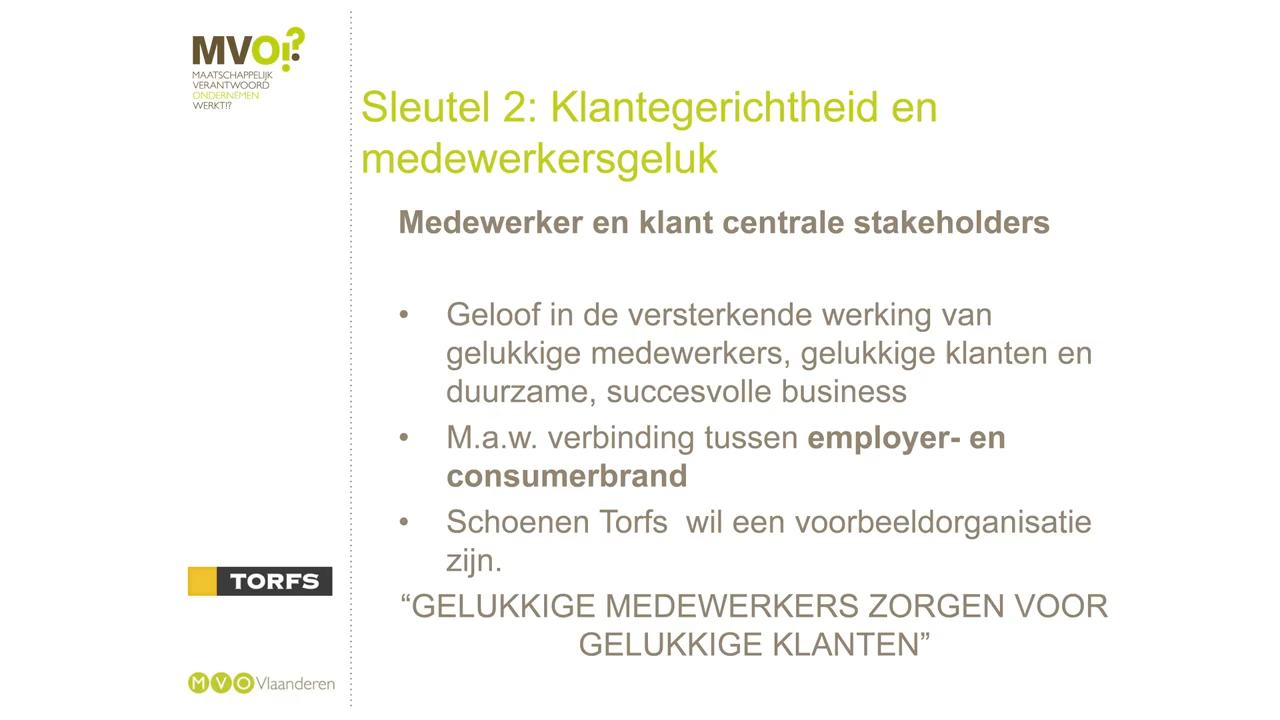 MVO!?
MAATSCHAPPELIJK
VERANTWOORD
ONDERNEMEN
WERKT!?
Sleutel 2: Klantegerichtheid en
medewerkersgeluk
Medewerker en klant centrale stakeholders
• Geloof in de versterkende werking van
gelukkige medewerkers, gelukkige klanten en
duurzame, succesvolle business
• M.a.w. verbinding tussen employer- en
consumerbrand
• Schoenen Torfs  wil een voorbeeldorganisatie
zijn.
“GELUKKIGE MEDEWERKERS ZORGEN VOOR
GELUKKIGE KLANTEN”
TORFS
MVO Vlaanderen